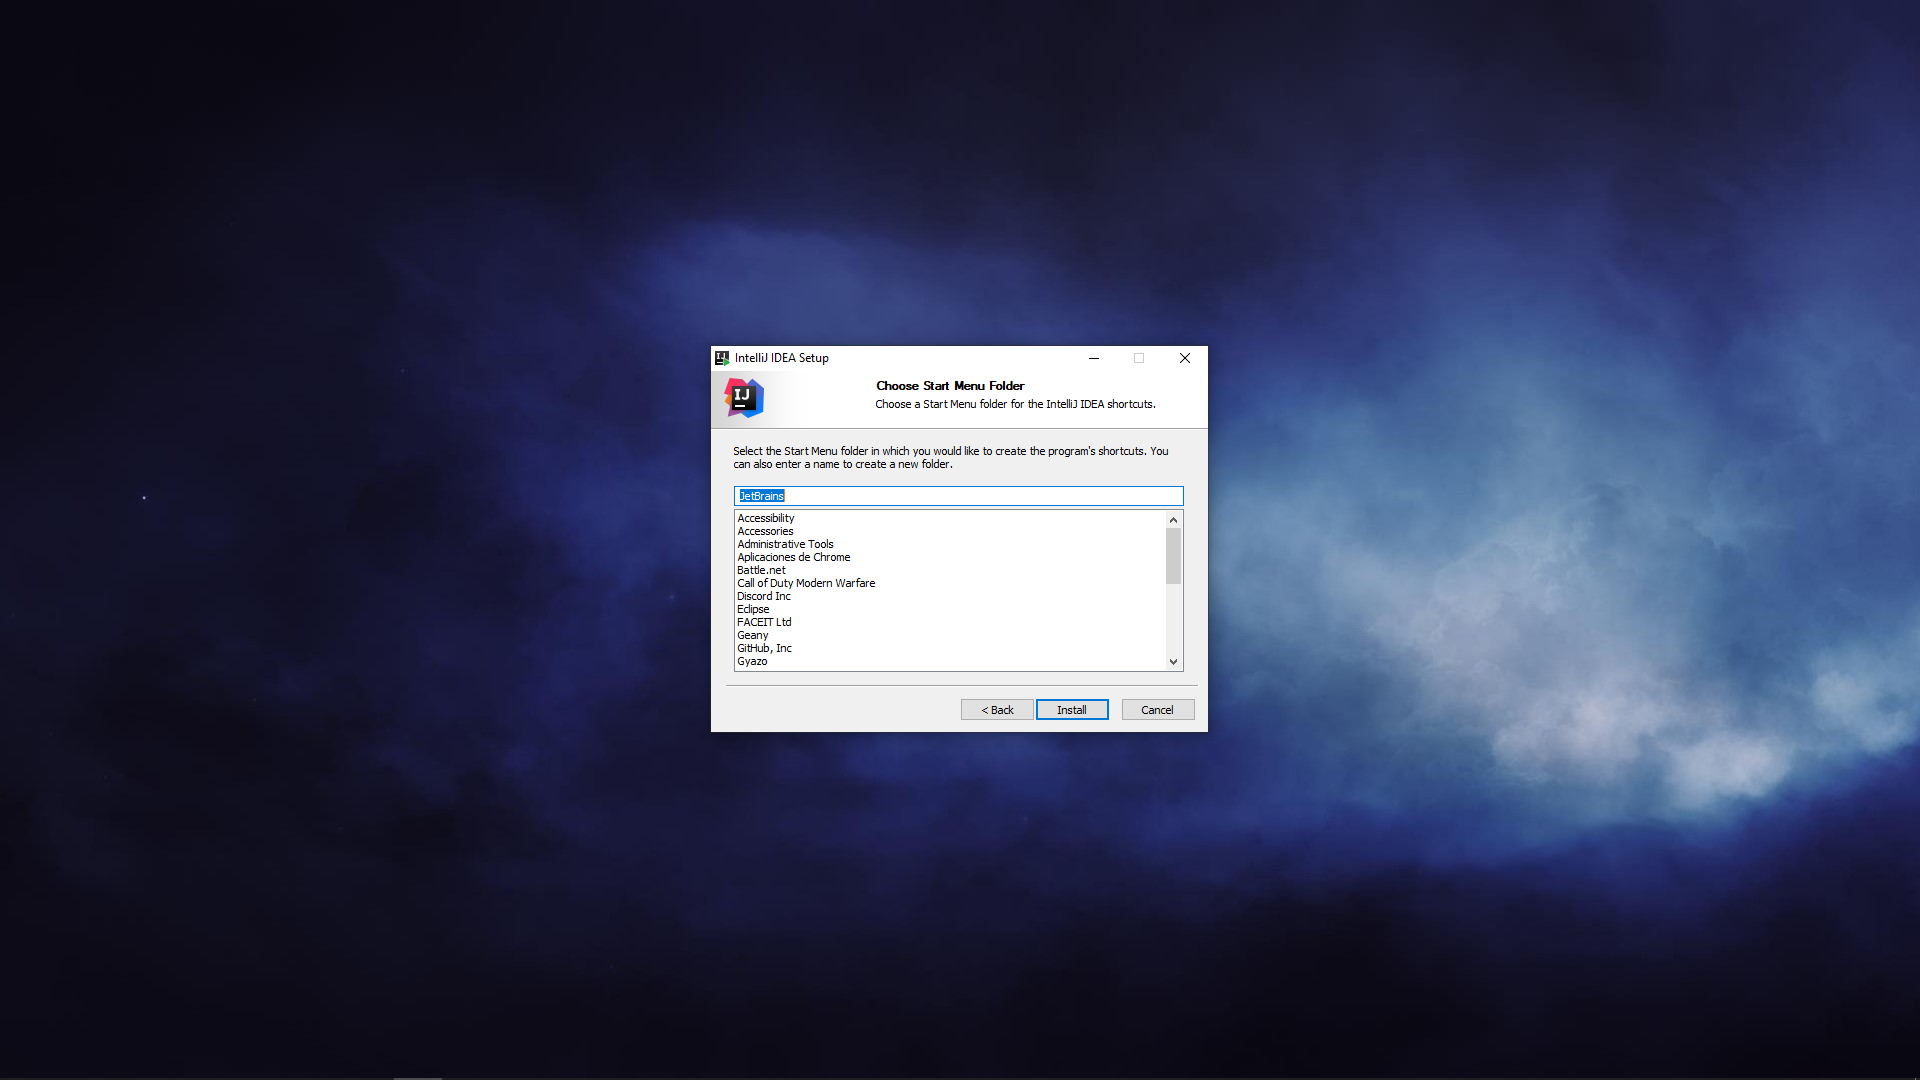 IntelliJ IDEA Setup
IJ
Choose Start Menu Folder
Choose a Start Menu folder for the IntelliJ IDEA shortcuts.
Select the Start Menu folder in which you would like to create the program's shortcuts. You
can also enter a name to create a new folder.
JetBrains
Accessibility
Accessories
Administrative Tools
Aplicaciones de Chrome
Battle.net
Call of Duty Modern Warfare
Discord Inc
Eclipse
FACEIT Ltd
Geany
GitHub, Inc
Gyazo
< Back
Install
Cancel